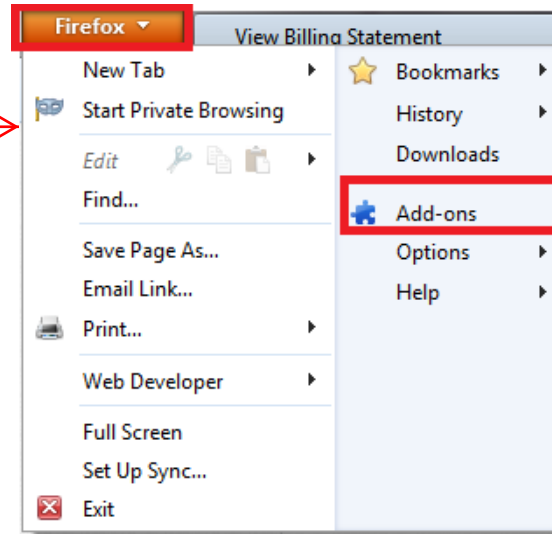 Firefox
View Billing Statement
New Tab
Start Private Browsing
Edit
Find...
Save Page As...
Email Link...
Print...
Web Developer
Full Screen
Set Up Sync...
Exit
Bookmarks
History
Downloads
Add-ons
Options
Help